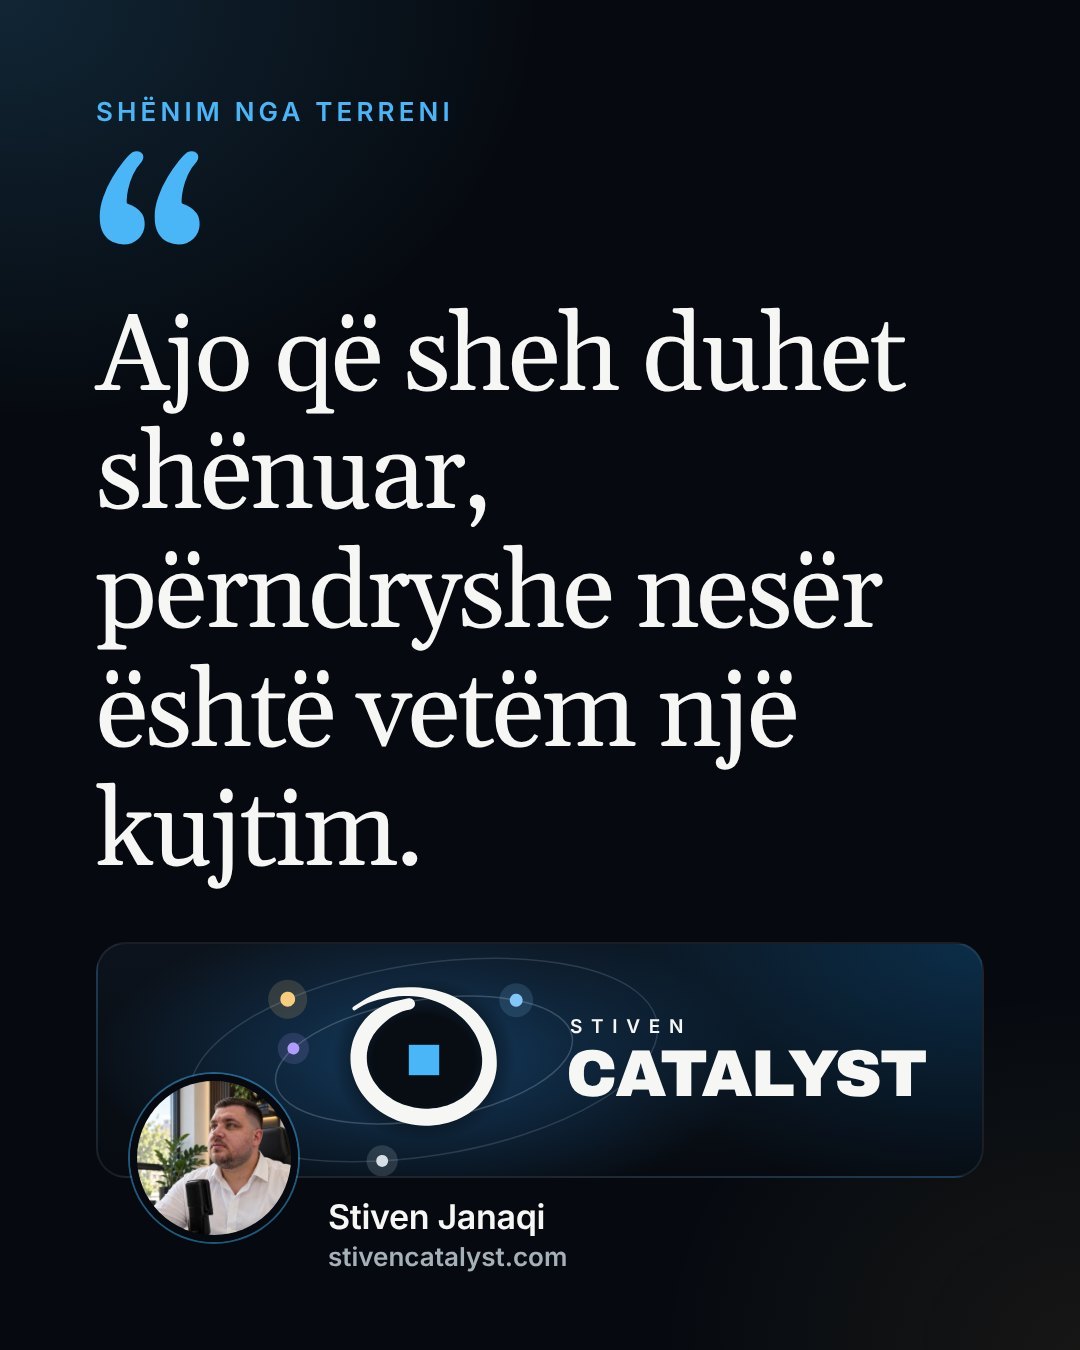 SHËNIM NGA TERRENI
“
Ajo që sheh duhet
shënuar,
përndryshe nesër
është vetëm një
kujtim.
STIVEN
CATALYST
Stiven Janaqi
stivencatalyst.com